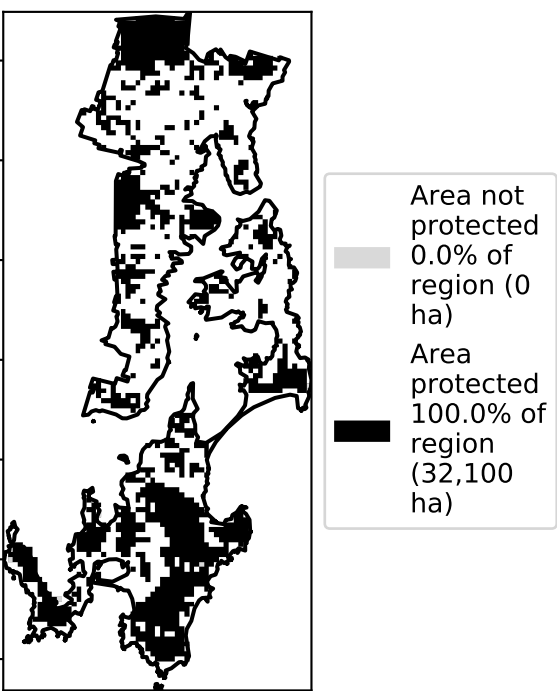 Area not
protected
0.0% of
region (0
ha)
Area
protected
100.0% of
region
(32,100
ha)